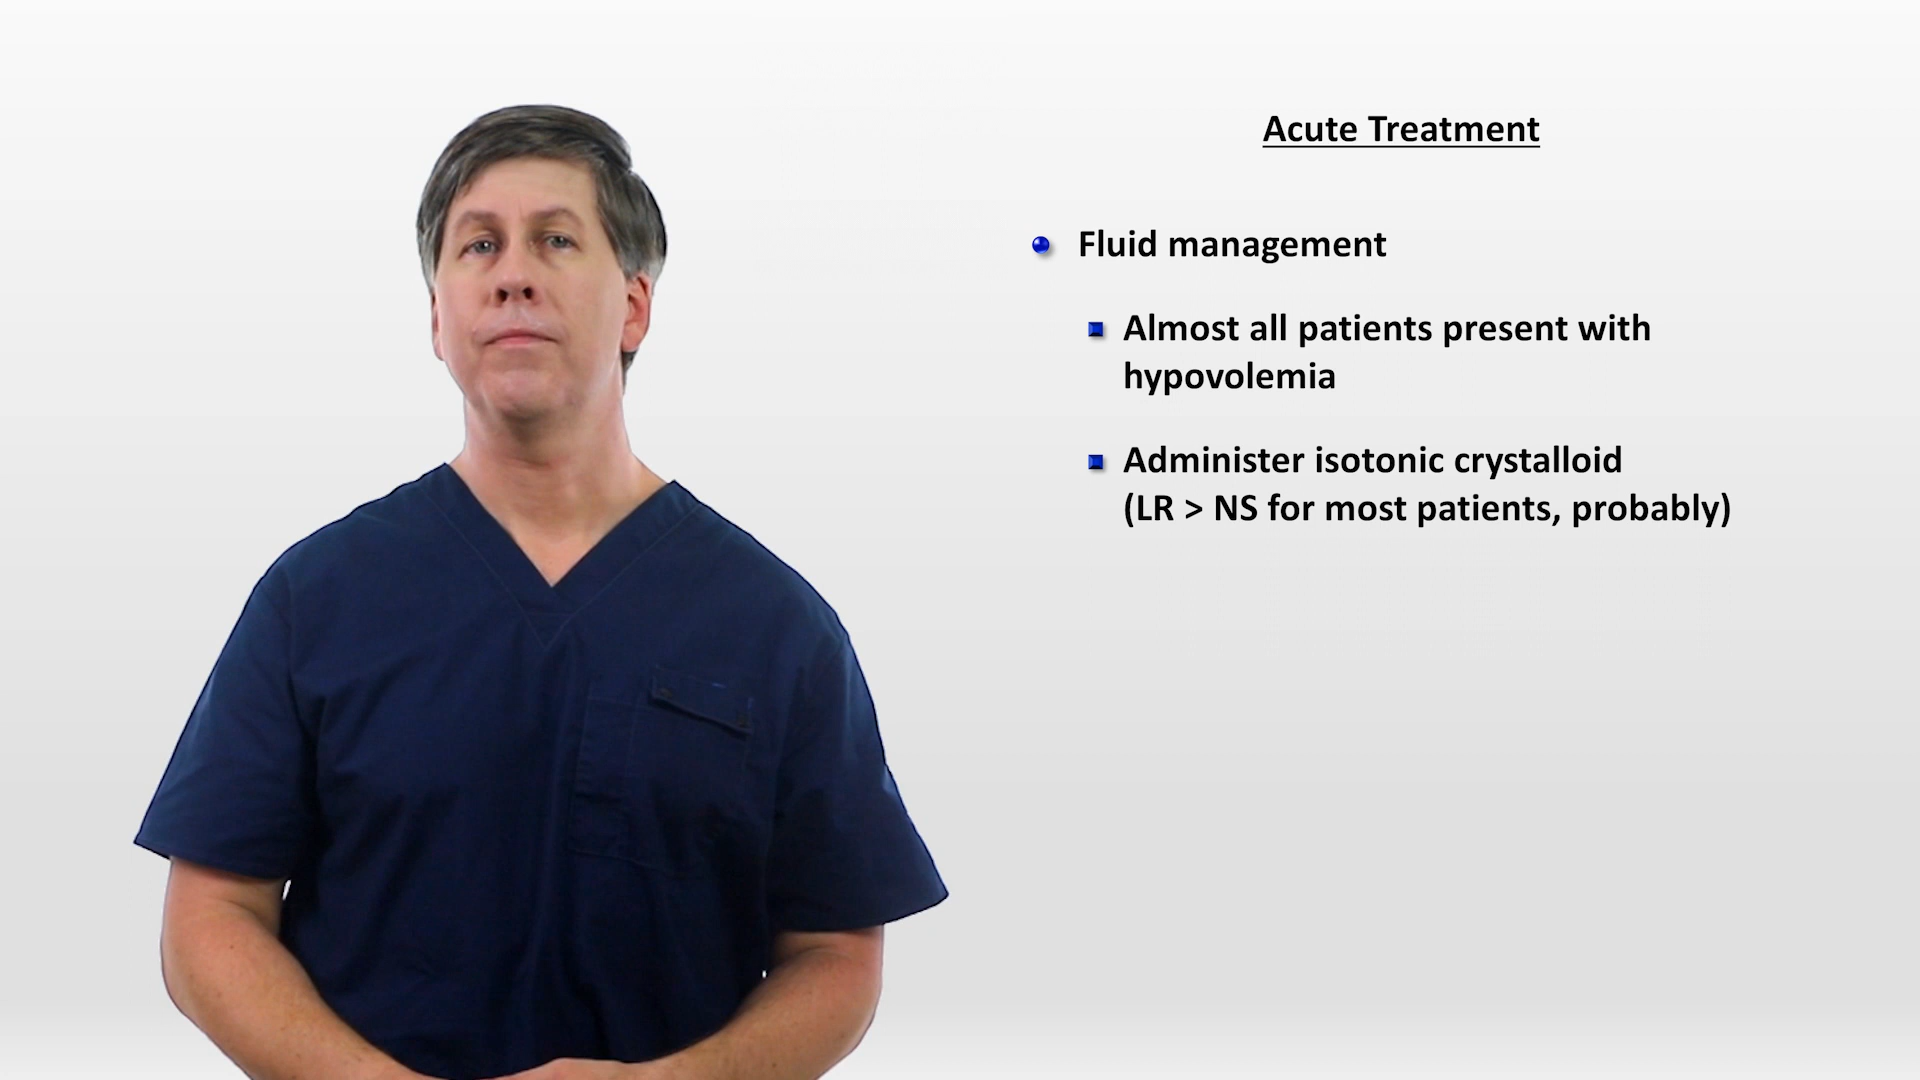 Acute Treatment
Fluid management
Almost all patients present with
hypovolemia
Administer isotonic crystalloid
(LR > NS for most patients, probably)